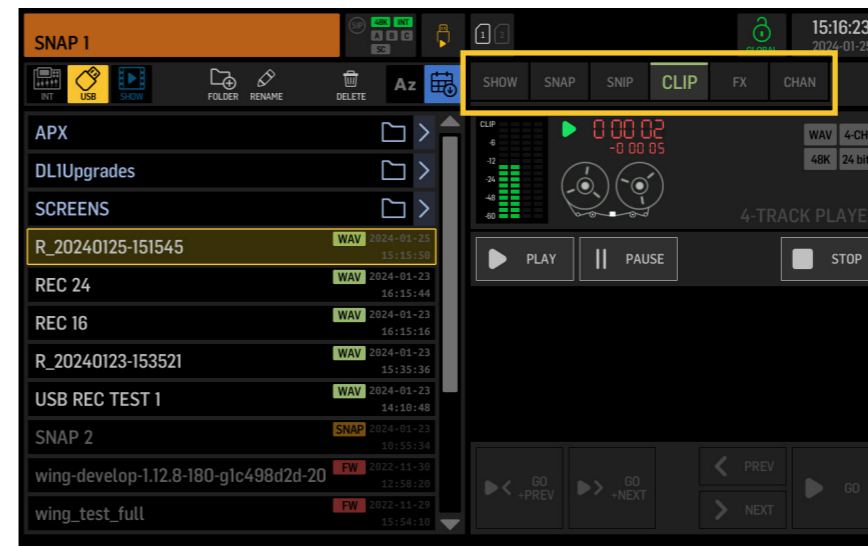 SNAP 1
SIP 48K INT
A B C
SC
1 2
GLOBAL
15:16:23
2024-01-25
INT USB SHOW FOLDER RENAME DELETE Az
SHOW SNAP SNIP CLIP FX CHAN
APX
DL1Upgrades
SCREENS
R_20240125-151545 WAV 2024-01-25
15:15:50
REC 24 WAV 2024-01-23
16:15:44
REC 16 WAV 2024-01-23
16:15:16
R_20240123-153521 WAV 2024-01-23
15:35:36
USB REC TEST 1 WAV 2024-01-23
14:10:48
SNAP 2 SNAP 2024-01-23
10:55:34
wing-develop-1.12.8-180-g1c498d2d-20 FW 2022-11-30
12:58:20
wing_test_full FW 2022-11-29
15:54:10
CLIP
-6
-12
-24
-48
-60
0 00 02
-0 00 05
WAV 4-CH
48K 24 bit
4-TRACK PLAYE
PLAY PAUSE STOP
GO
+PREV
GO
+NEXT
PREV
NEXT
GO